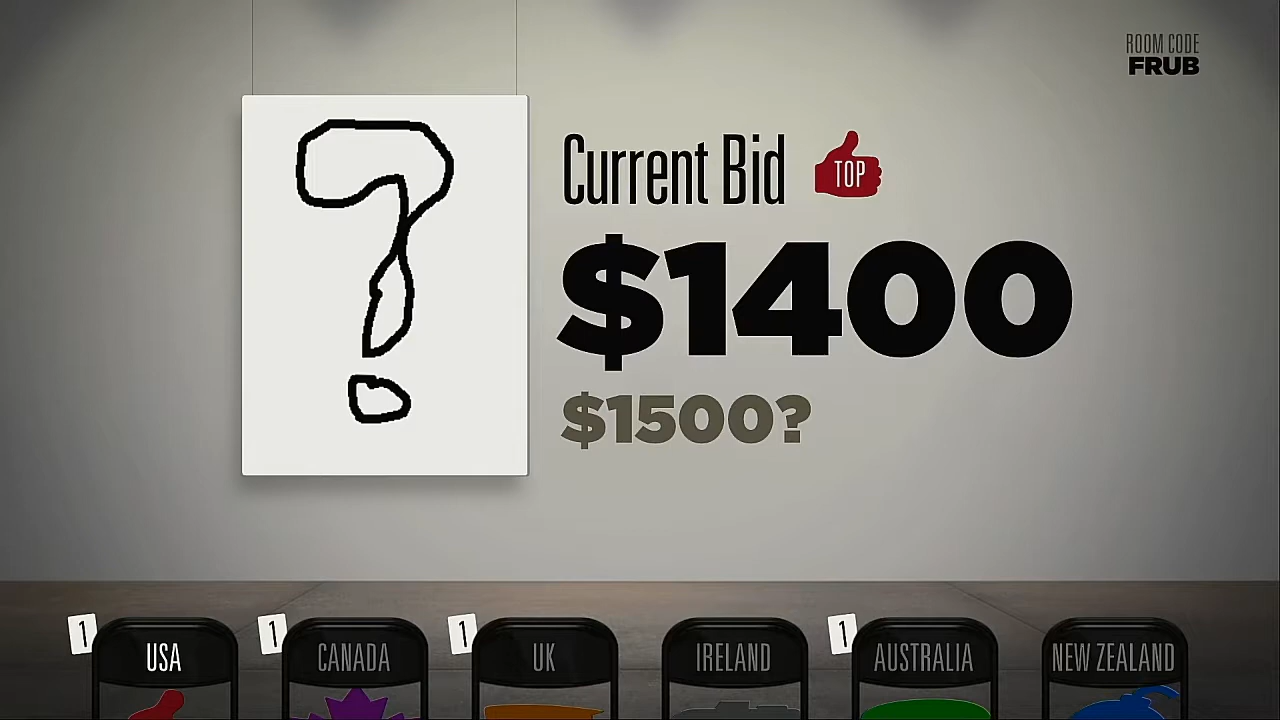 ROOM CODE
FRUB
?
Current Bid
TOP
$1400
$1500?
1
1
1
1
USA
CANADA
UK
IRELAND
AUSTRALIA
NEW ZEALAND